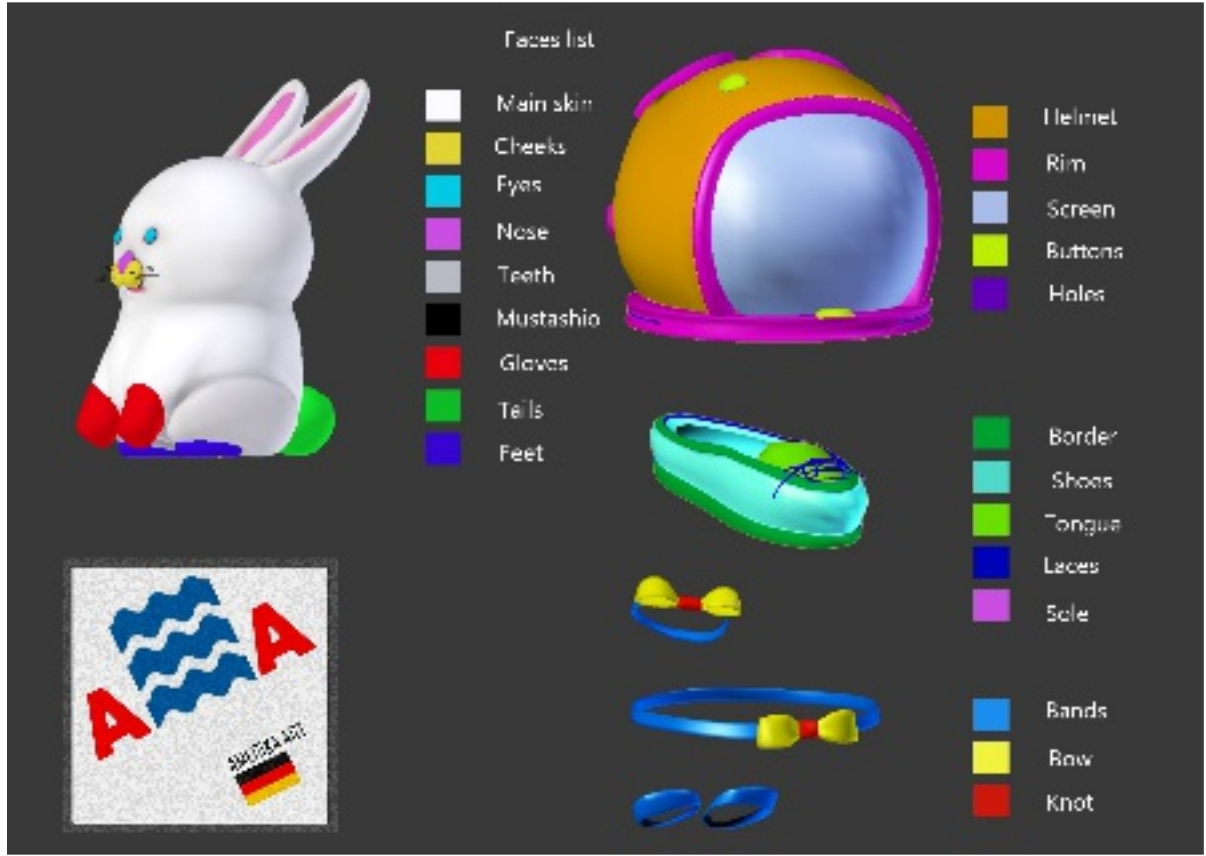 Faces list
Main skin
Cheeks
Eyes
Nose
Teeth
Mustashio
Gloves
Tails
Feet
Helmet
Rim
Screen
Buttons
Holes
Border
Shoes
Tongue
Laces
Sole
Bands
Bow
Knot
A A